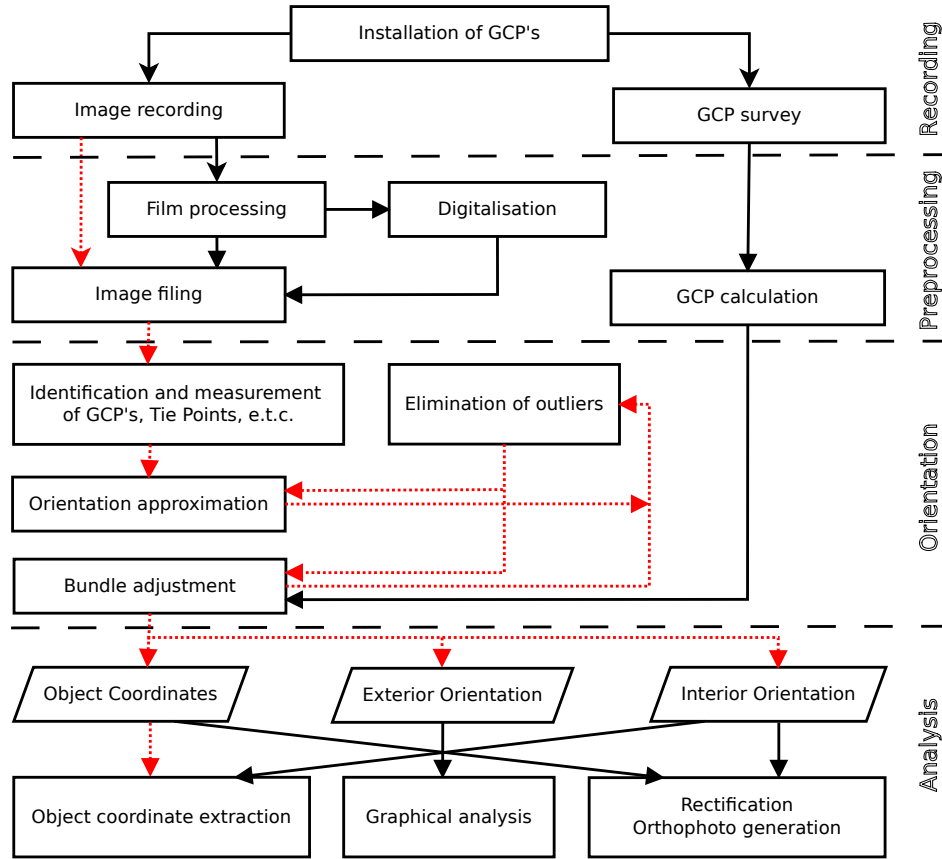 Installation of GCP's
Image recording
GCP survey
Recording
Film processing
Digitalisation
Image filing
GCP calculation
Preprocessing
Identification and measurement
of GCP's, Tie Points, e.t.c.
Elimination of outliers
Orientation approximation
Bundle adjustment
Orientation
Object Coordinates
Exterior Orientation
Interior Orientation
Object coordinate extraction
Graphical analysis
Rectification
Orthophoto generation
Analysis